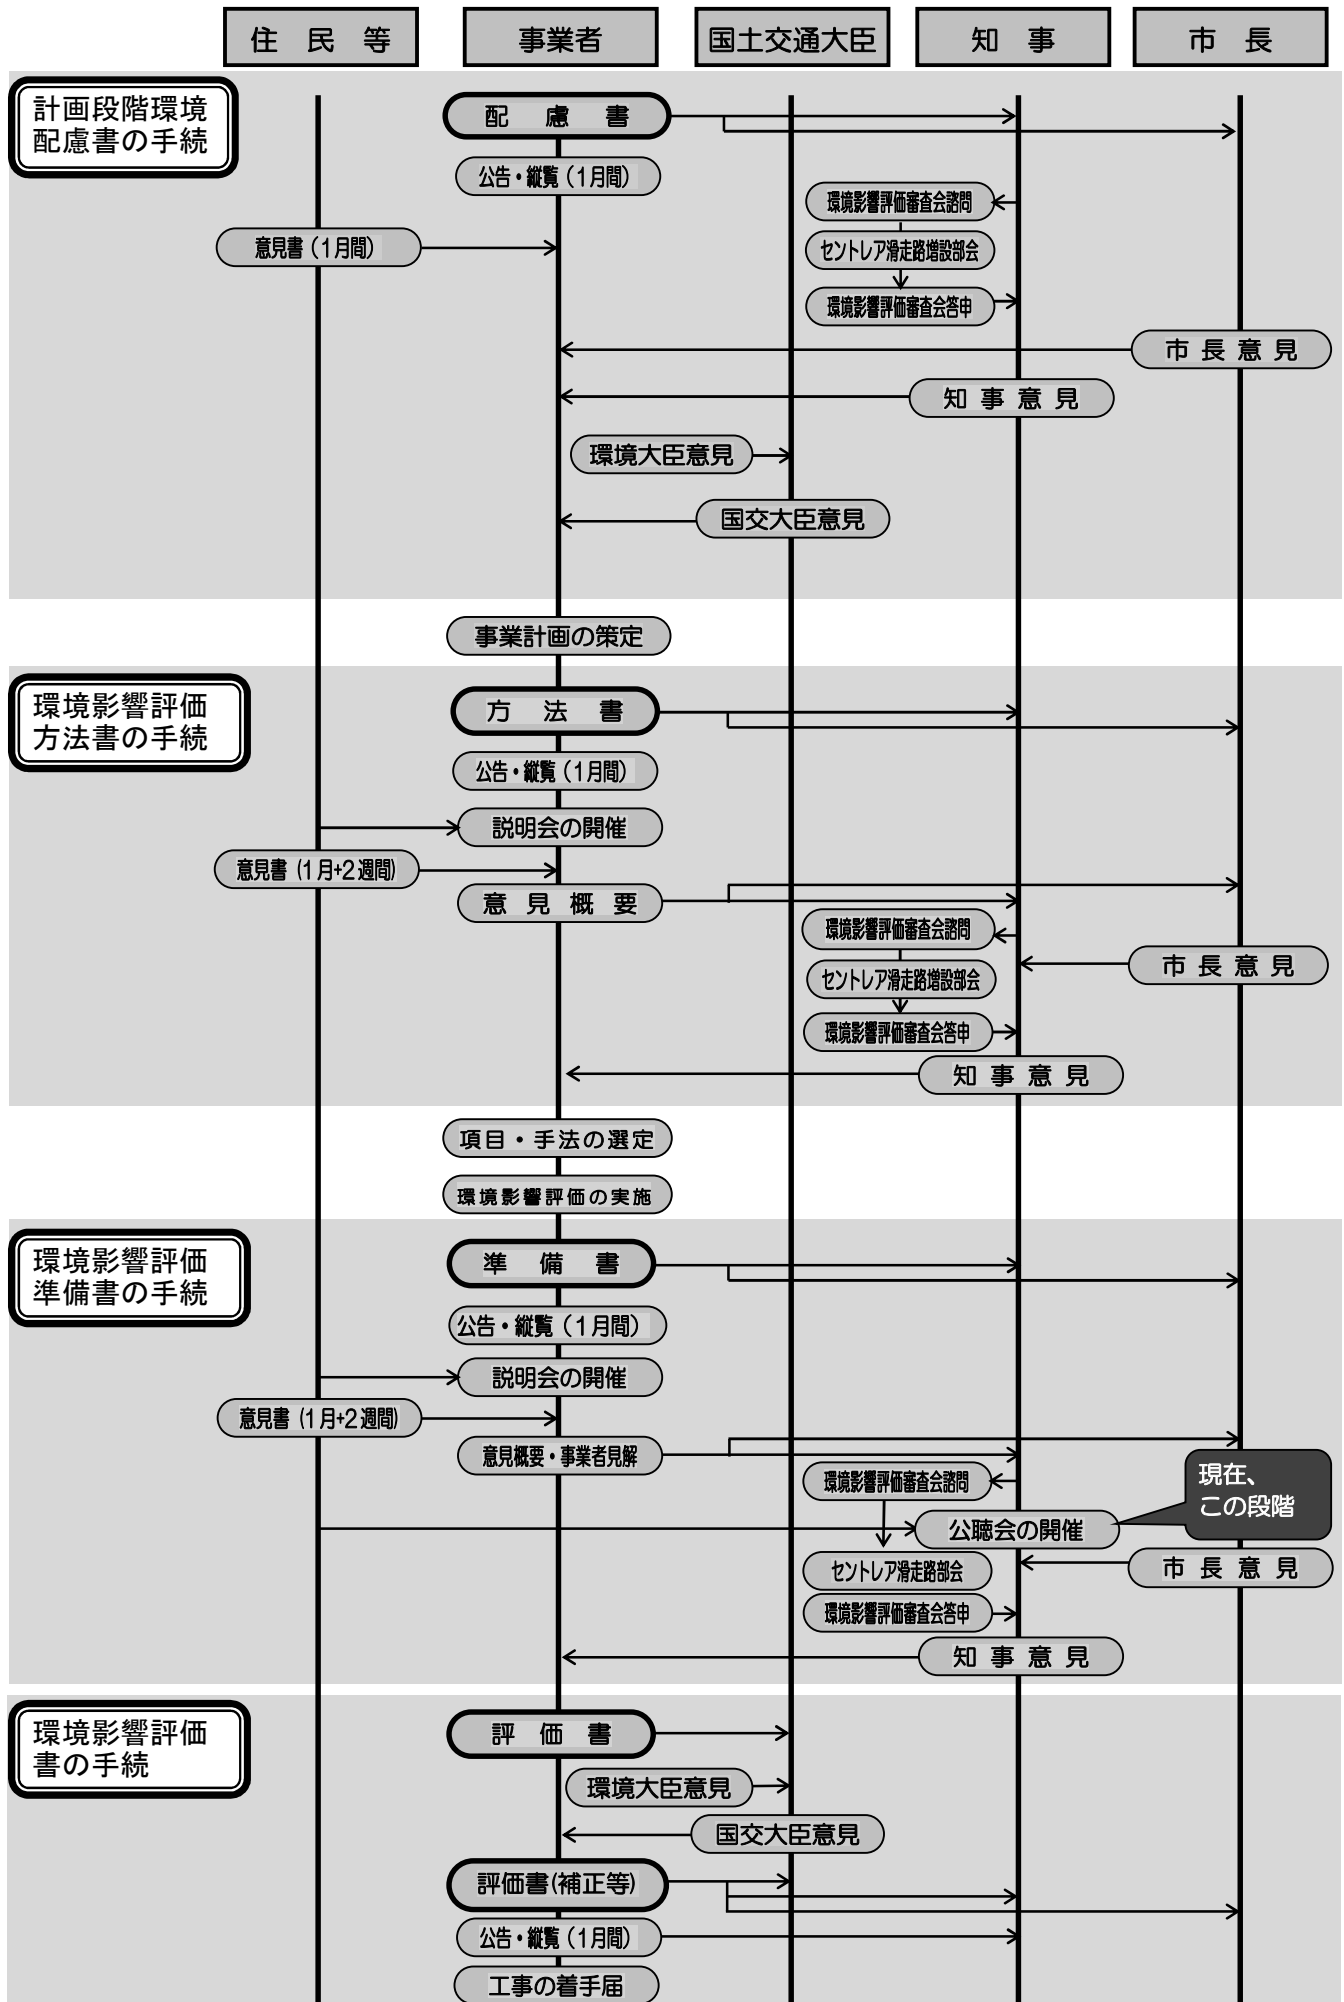 住 民 等
事業者
国土交通大臣
知 事
市 長
計画段階環境
配慮書の手続
配 慮 書
公告・縦覧（１月間）
環境影響評価審査会諮問
意見書（１月間）
セントレア滑走路増設部会
環境影響評価審査会答申
市 長 意 見
知 事 意 見
環境大臣意見
国交大臣意見
事業計画の策定
環境影響評価
方法書の手続
方 法 書
公告・縦覧（１月間）
説明会の開催
意見書（１月+２週間）
意 見 概 要
環境影響評価審査会諮問
市 長 意 見
セントレア滑走路増設部会
環境影響評価審査会答申
知 事 意 見
項目・手法の選定
環境影響評価の実施
環境影響評価
準備書の手続
準 備 書
公告・縦覧（１月間）
説明会の開催
意見書（１月+２週間）
意見概要・事業者見解
環境影響評価審査会諮問
現在、
この段階
公聴会の開催
セントレア滑走路部会
市 長 意 見
環境影響評価審査会答申
知 事 意 見
環境影響評価
書の手続
評 価 書
環境大臣意見
国交大臣意見
評価書(補正等)
公告・縦覧（１月間）
工事の着手届